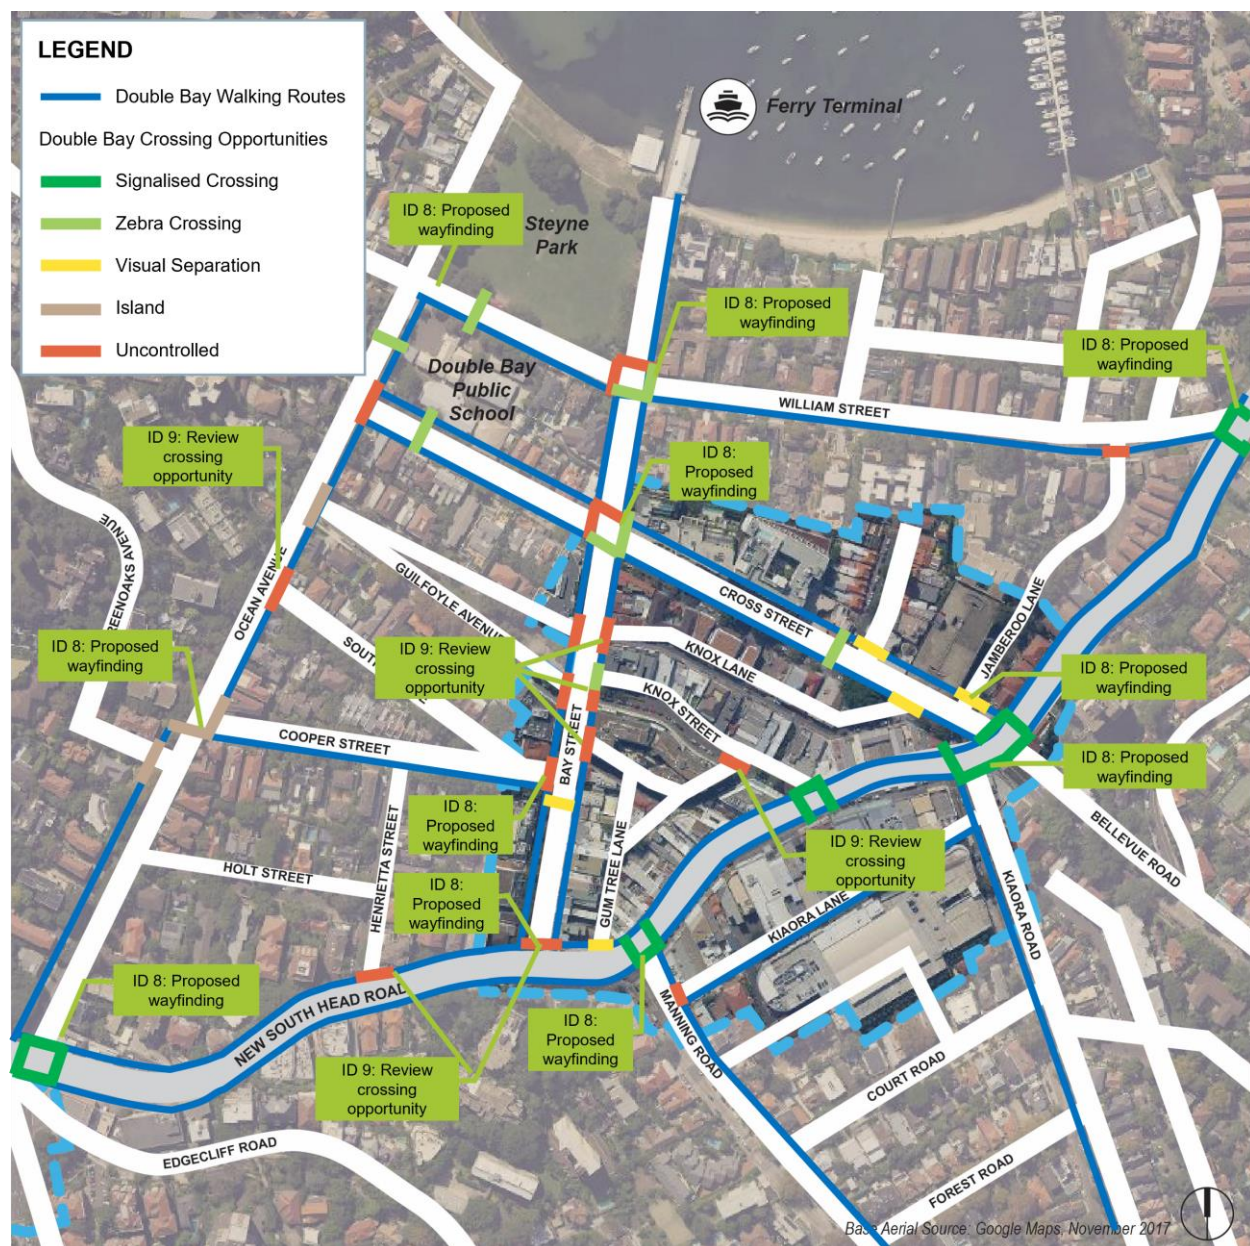 LEGEND
Double Bay Walking Routes
Double Bay Crossing Opportunities
Signalised Crossing
Zebra Crossing
Visual Separation
Island
Uncontrolled
Ferry Terminal
ID 8: Proposed
wayfinding
Steyne
Park
ID 8: Proposed
wayfinding
ID 8: Proposed
wayfinding
Double Bay
Public
School
WILLIAM STREET
ID 9: Review
crossing
opportunity
ID 8:
Proposed
wayfinding
REENOAKS AVENUE
OCEAN AVENUE
GUILFOYLE AVENUE
CROSS STREET
JAMBEROO LANE
ID 8: Proposed
wayfinding
SOUT
ID 9: Review
crossing
opportunity
KNOX LANE
KNOX STREET
ID 8: Proposed
wayfinding
COOPER STREET
BAY STREET
ID 8: Proposed
wayfinding
ID 8:
Proposed
wayfinding
ID 9: Review
crossing
opportunity
BELLEVUE ROAD
HOLT STREET
HENRIETTA STREET
GUM TREE LANE
ID 8:
Proposed
wayfinding
KIAORA LANE
KIAORA ROAD
ID 8: Proposed
wayfinding
NEW SOUTH HEAD ROAD
MANNING ROAD
ID 8:
Proposed
wayfinding
ID 9: Review
crossing
opportunity
COURT ROAD
EDGECLIFF ROAD
FOREST ROAD
Base Aerial Source: Google Maps, November 2017